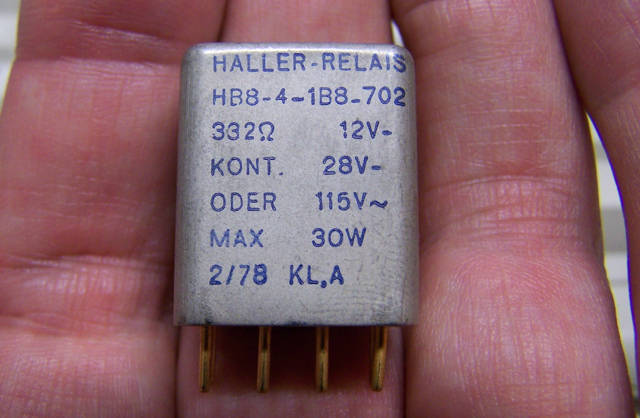 HALLER-RELAIS
HB8-4-1B8-702
332Ω 12V-
KONT. 28V-
ODER 115V~
MAX 30W
2/78 KL.A